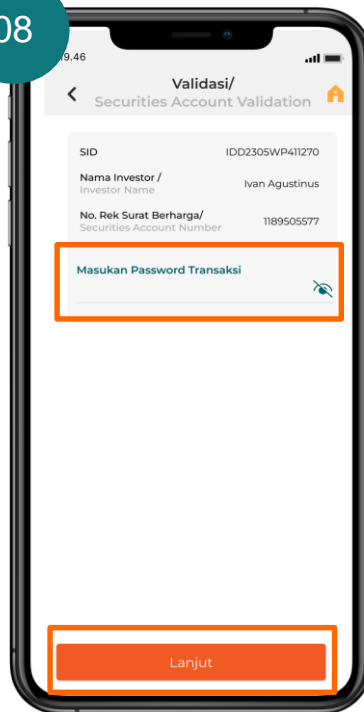 08
9.46
Validasi/
Securities Account Validation
SID IDD2305WP411270
Nama Investor / Ivan Agustinus
Investor Name
No. Rek Surat Berharga/ 1189505577
Securities Account Number
Masukan Password Transaksi
Lanjut